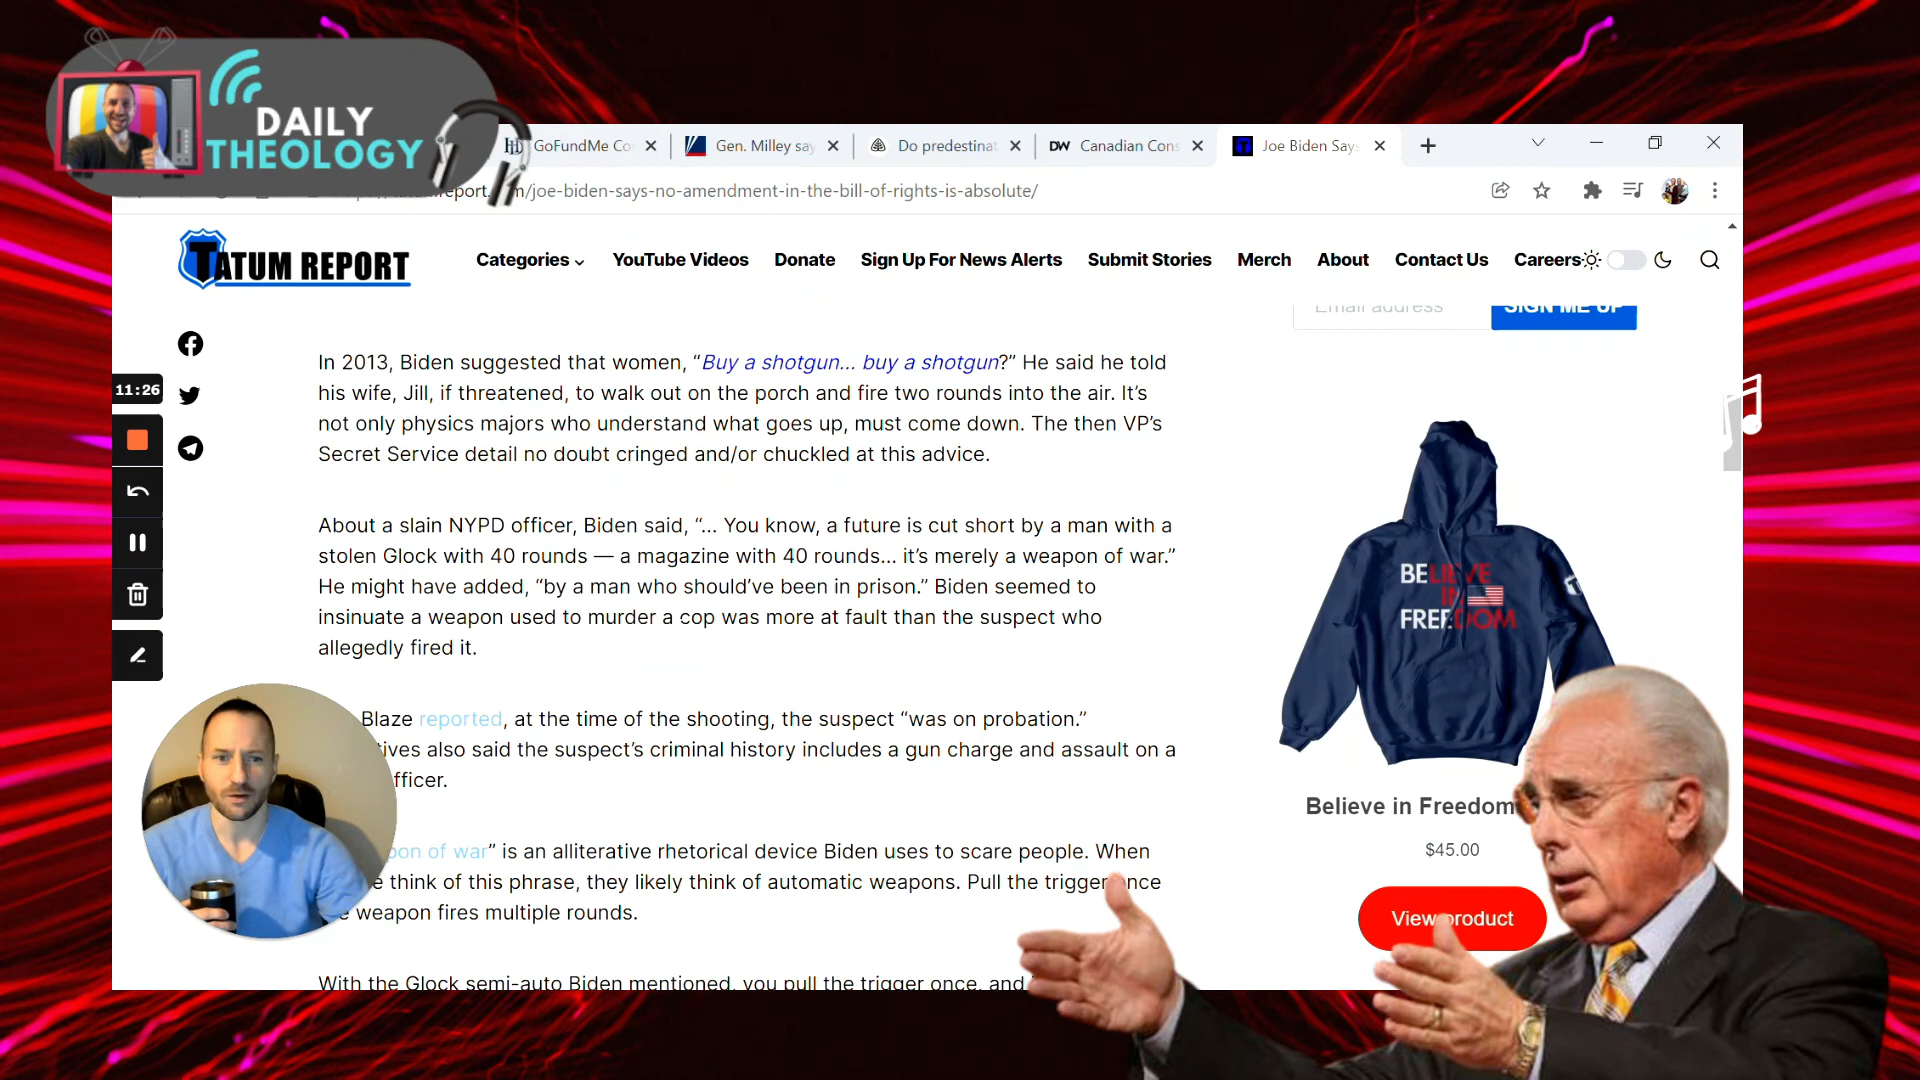 DAILY
THEOLOGY
GoFundMe Co
Gen. Milley say
Do predestinat
DW Canadian Cons
Joe Biden Says
m/joe-biden-says-no-amendment-in-the-bill-of-rights-is-absolute/
TATUM REPORT
Categories
YouTube Videos
Donate
Sign Up For News Alerts
Submit Stories
Merch
About
Contact Us
Careers
Email address
SIGN ME UP
11:26
In 2013, Biden suggested that women, “Buy a shotgun... buy a shotgun?” He said he told
his wife, Jill, if threatened, to walk out on the porch and fire two rounds into the air. It’s
not only physics majors who understand what goes up, must come down. The then VP’s
Secret Service detail no doubt cringed and/or chuckled at this advice.
About a slain NYPD officer, Biden said, “... You know, a future is cut short by a man with a
stolen Glock with 40 rounds — a magazine with 40 rounds... it’s merely a weapon of war.”
He might have added, “by a man who should’ve been in prison.” Biden seemed to
insinuate a weapon used to murder a cop was more at fault than the suspect who
allegedly fired it.
Blaze reported, at the time of the shooting, the suspect “was on probation.”
tives also said the suspect’s criminal history includes a gun charge and assault on a
fficer.
pon of war” is an alliterative rhetorical device Biden uses to scare people. When
think of this phrase, they likely think of automatic weapons. Pull the trigger once
weapon fires multiple rounds.
With the Glock semi-auto Biden mentioned, you pull the trigger once, and
BELIEVE
IN
FREEDOM
Believe in Freedom
$45.00
View product